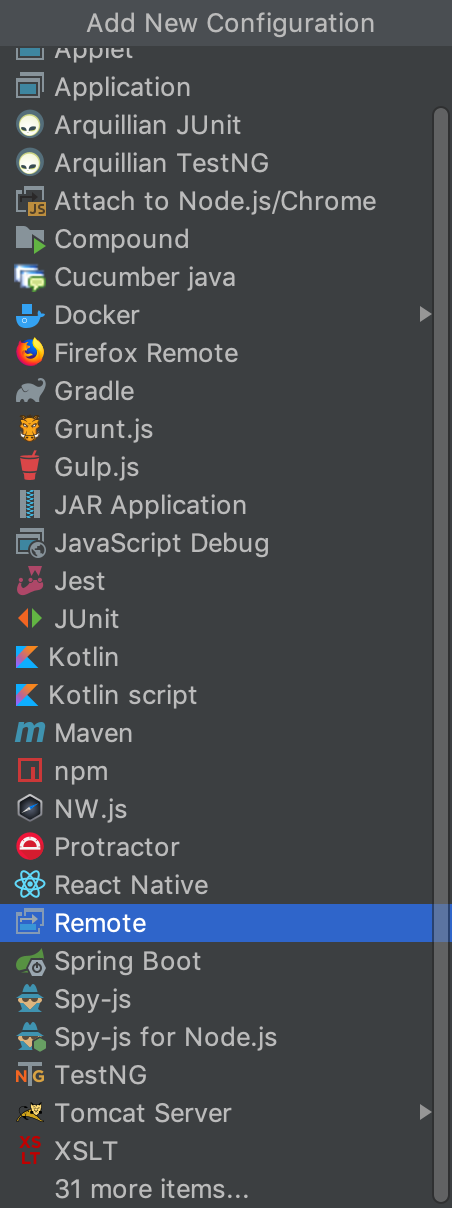 Add New Configuration
Applet
Application
Arquillian JUnit
Arquillian TestNG
Attach to Node.js/Chrome
Compound
Cucumber java
Docker
Firefox Remote
Gradle
Grunt.js
Gulp.js
JAR Application
JavaScript Debug
Jest
JUnit
Kotlin
Kotlin script
Maven
npm
NW.js
Protractor
React Native
Remote
Spring Boot
Spy-js
Spy-js for Node.js
TestNG
Tomcat Server
XSLT
31 more items...